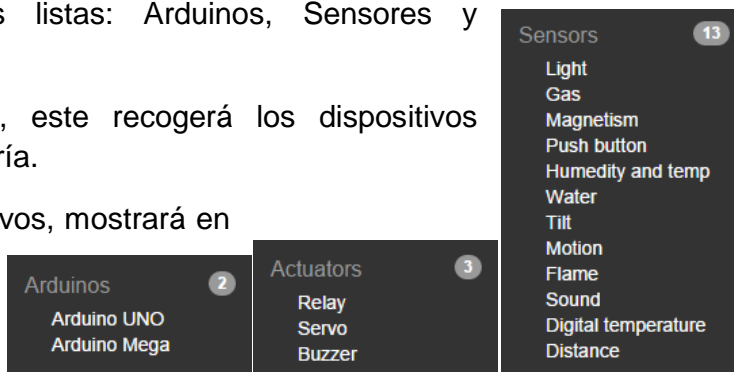 s listas: Arduinos, Sensores y
, este recogerá los dispositivos
ría.
vos, mostrará en
Arduinos 2
Arduino UNO
Arduino Mega
Actuators 3
Relay
Servo
Buzzer
Sensors 13
Light
Gas
Magnetism
Push button
Humedity and temp
Water
Tilt
Motion
Flame
Sound
Digital temperature
Distance